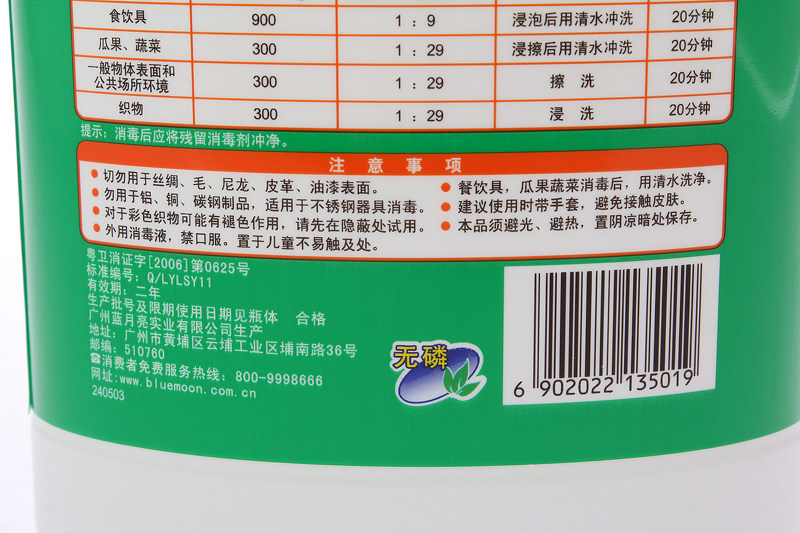 食饮具 900 1：9 浸泡后用清水冲洗 20分钟
瓜果、蔬菜 300 1：29 浸擦后用清水冲洗 20分钟
一般物体表面和
公共场所环境 300 1：29 擦 洗 20分钟
织物 300 1：29 浸 洗 20分钟
提示：消毒后应将残留消毒剂冲净。
注意事项
● 切勿用于丝绸、毛、尼龙、皮革、油漆表面。
● 勿用于铝、铜、碳钢制品，适用于不锈钢器具消毒。
● 对于彩色织物可能有褪色作用，请先在隐蔽处试用。
● 外用消毒液，禁口服。置于儿童不易触及处。
● 餐饮具，瓜果蔬菜消毒后，用清水洗净。
● 建议使用时带手套，避免接触皮肤。
● 本品须避光、避热，置阴凉暗处保存。
粤卫消证字[2006]第0625号
标准编号：Q/LYLSY11
有效期：二年
生产批号及限期使用日期见瓶体 合格
广州蓝月亮实业有限公司生产
地址：广州市黄埔区云埔工业区埔南路36号
邮编：510760
☎消费者免费服务热线：800-9998666
网址：www.bluemoon.com.cn
240503
无磷
6 902022 135019